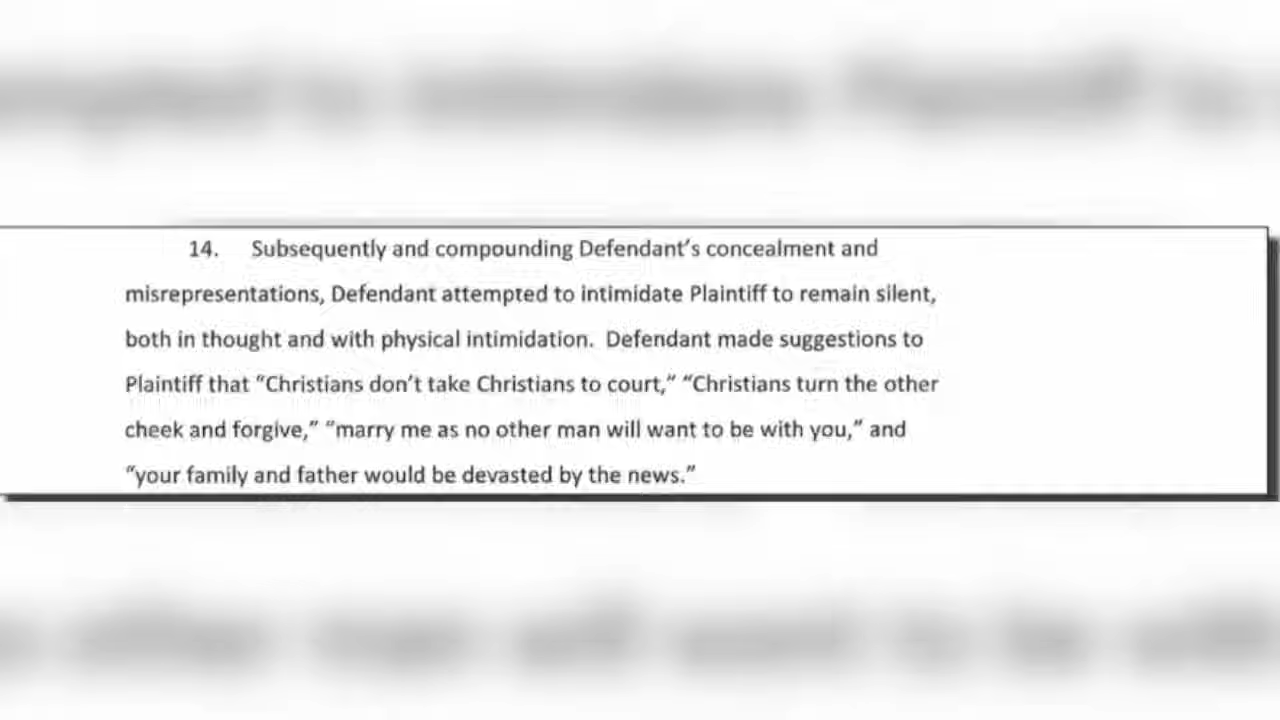 14. Subsequently and compounding Defendant's concealment and
misrepresentations, Defendant attempted to intimidate Plaintiff to remain silent,
both in thought and with physical intimidation. Defendant made suggestions to
Plaintiff that “Christians don't take Christians to court,” “Christians turn the other
cheek and forgive,” “marry me as no other man will want to be with you,” and
“your family and father would be devasted by the news.”